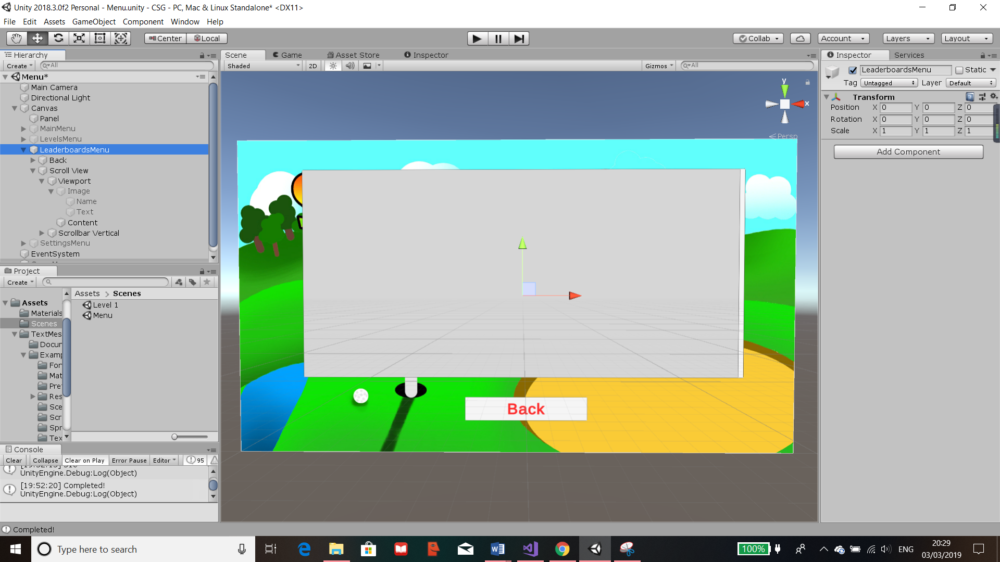 Unity 2018.3.0f2 Personal - Menu.unity - CSG - PC, Mac & Linux Standalone* <DX11>
File Edit Assets GameObject Component Window Help
Center Local Collab Account Layers Layout
Hierarchy
Create All
Menu*
Main Camera
Directional Light
Canvas
Panel
MainMenu
LevelsMenu
LeaderboardsMenu
Back
Scroll View
Viewport
Image
Name
Text
Content
Scrollbar Vertical
SettingsMenu
EventSystem
Scene Game Asset Store Inspector
Shaded 2D Gizmos All
y
x
Persp
Back
Inspector Services
LeaderboardsMenu Static
Tag Untagged Layer Default
Transform
Position X 0 Y 0 Z 0
Rotation X 0 Y 0 Z 0
Scale X 1 Y 1 Z 1
Add Component
Project
Create
Assets
Materials
Scenes
TextMes
Docun
Examp
For
Mat
Pre
Res
Sce
Scr
Spr
Tex
Assets > Scenes
Level 1
Menu
Console
Clear Collapse Clear on Play Error Pause Editor 95
UnityEngine.Debug:Log(Object)
[19:52:20] Completed!
UnityEngine.Debug:Log(Object)
Completed!
Type here to search
100%
ENG
20:29
03/03/2019